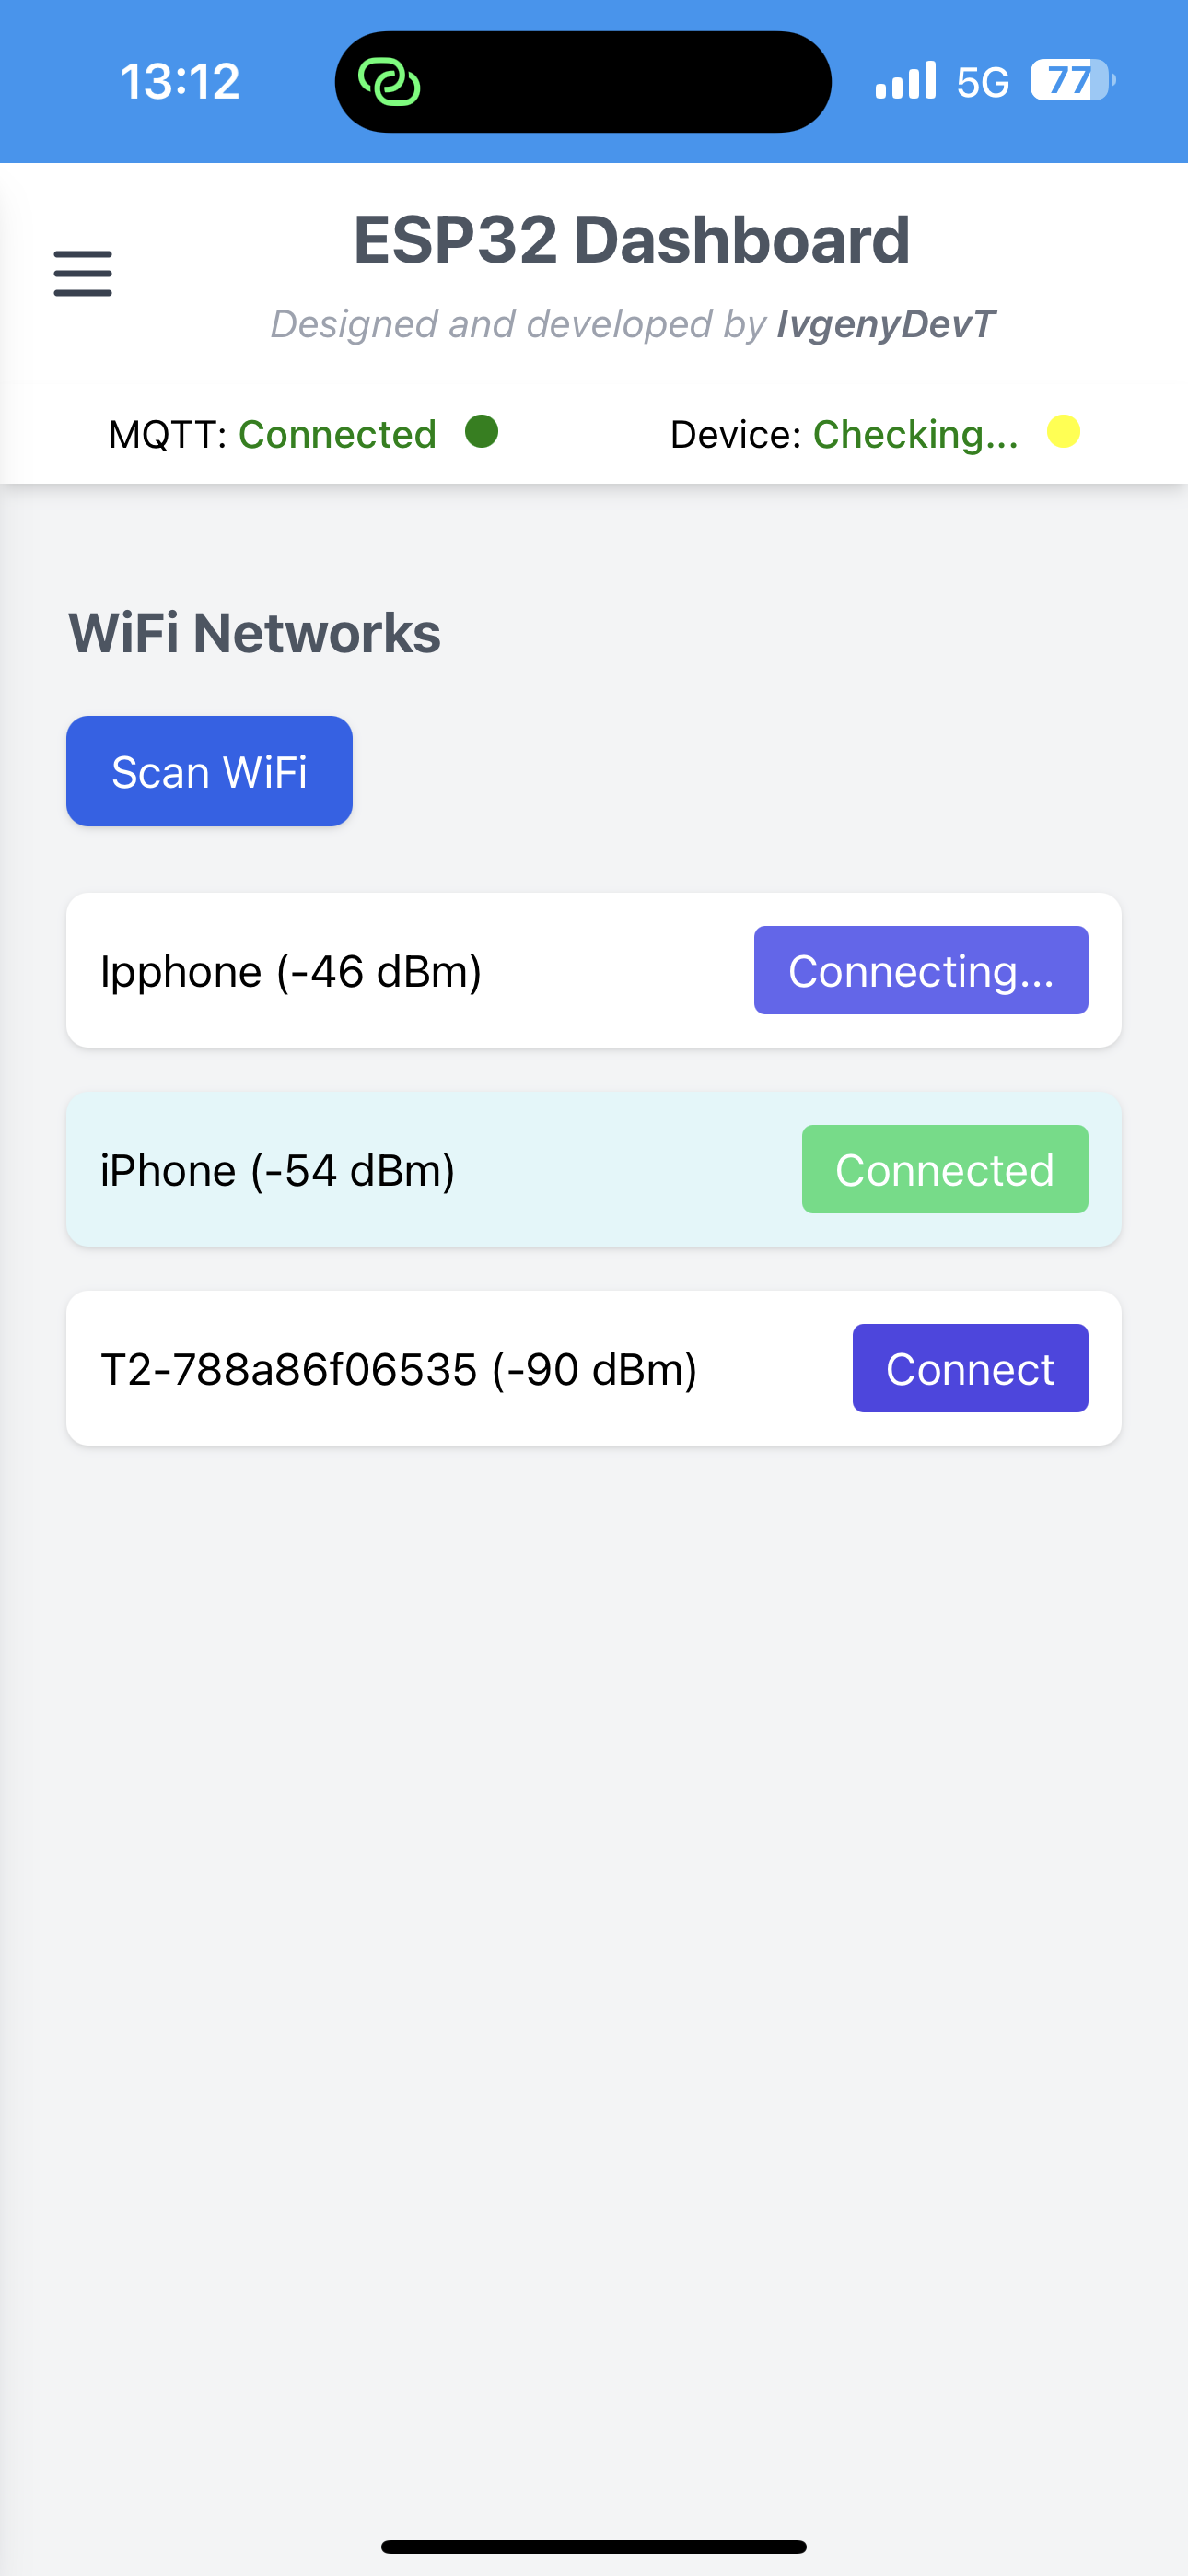 13:12
5G
77
ESP32 Dashboard
Designed and developed by IvgenyDevT
MQTT: Connected
Device: Checking...
WiFi Networks
Scan WiFi
Ipphone (-46 dBm)
Connecting...
iPhone (-54 dBm)
Connected
T2-788a86f06535 (-90 dBm)
Connect